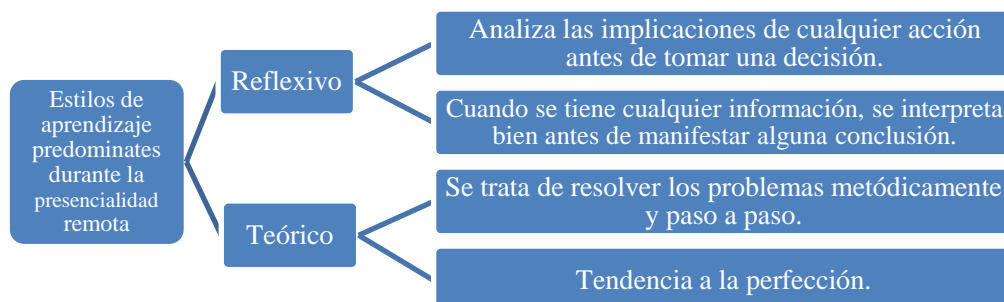 Estilos de
aprendizaje
predominates
durante la
presencialidad
remota
Reflexivo
Analiza las implicaciones de cualquier acción
antes de tomar una decisión.
Cuando se tiene cualquier información, se interpreta
bien antes de manifestar alguna conclusión.
Teórico
Se trata de resolver los problemas metódicamente
y paso a paso.
Tendencia a la perfección.